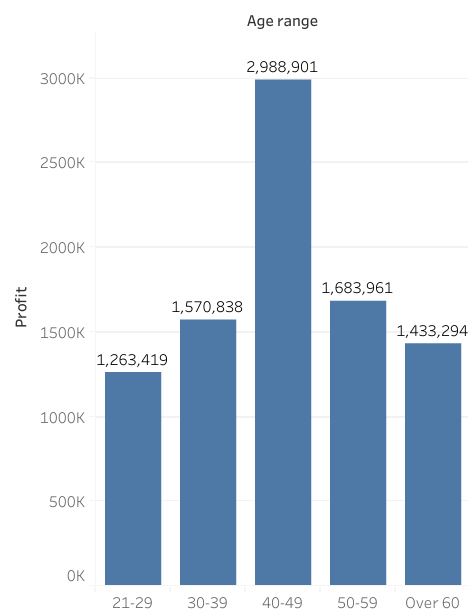 Age range
3000K
2500K
2000K
1500K
1000K
500K
0K
Profit
1,263,419
1,570,838
2,988,901
1,683,961
1,433,294
21-29
30-39
40-49
50-59
Over 60